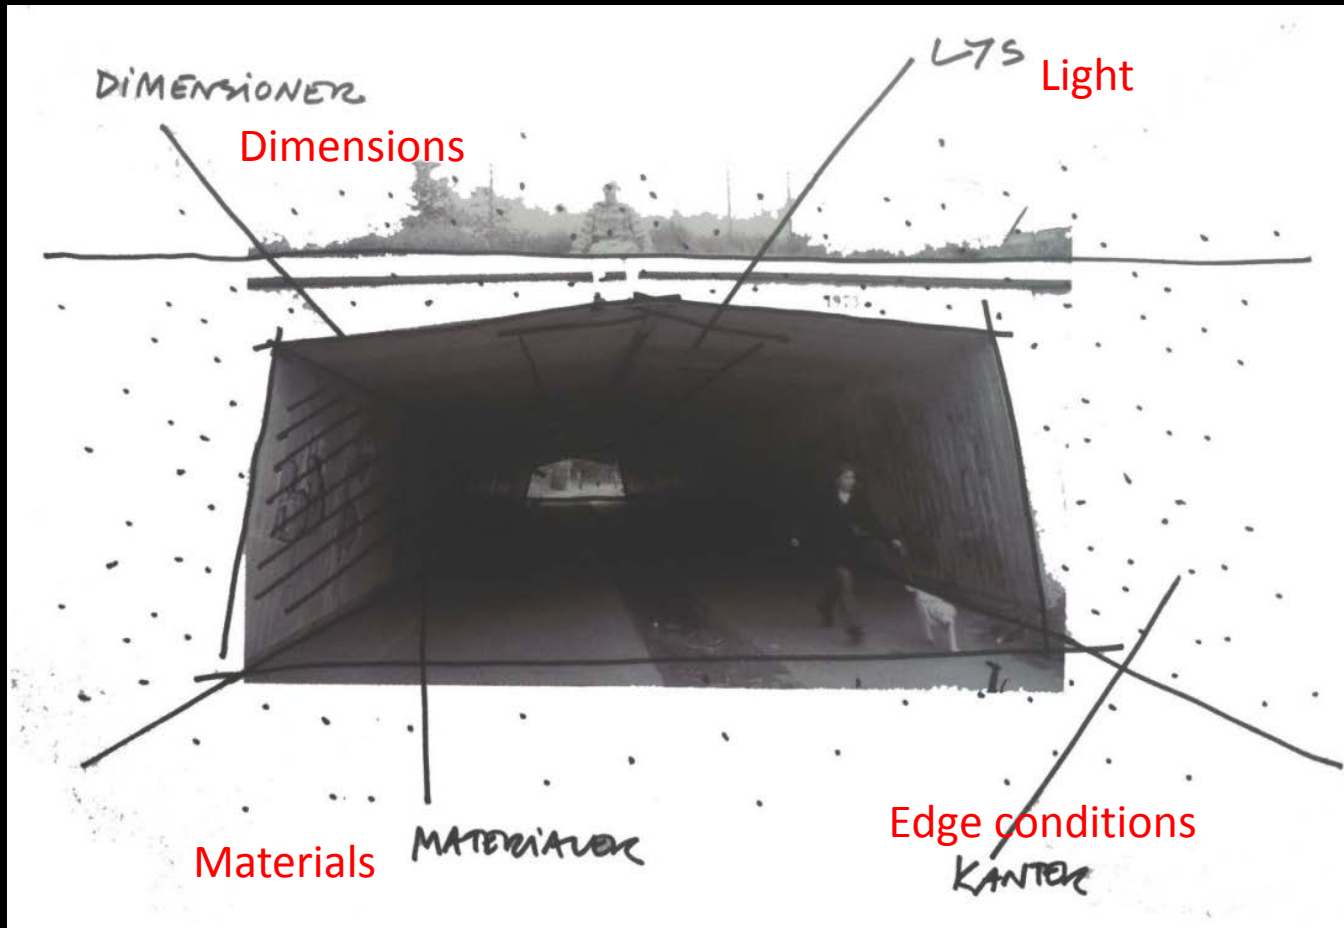 LYS
Light
DIMENSIONER
Dimensions
Edge conditions
Materials
MATERIALER
KANTER